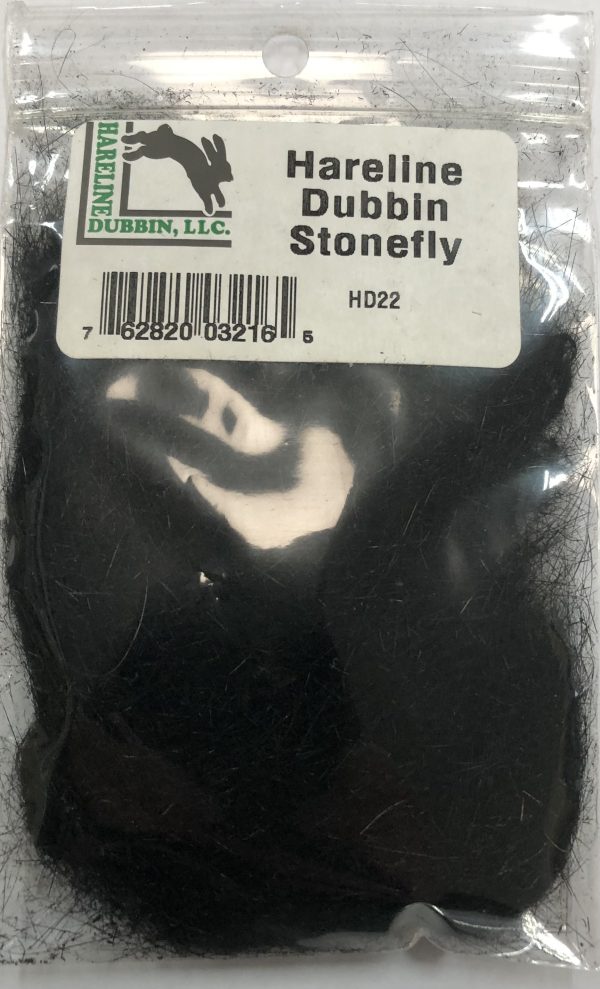 HARELINE
DUBBIN, LLC.
Hareline
Dubbin
Stonefly
HD22
7 62820 03216 5